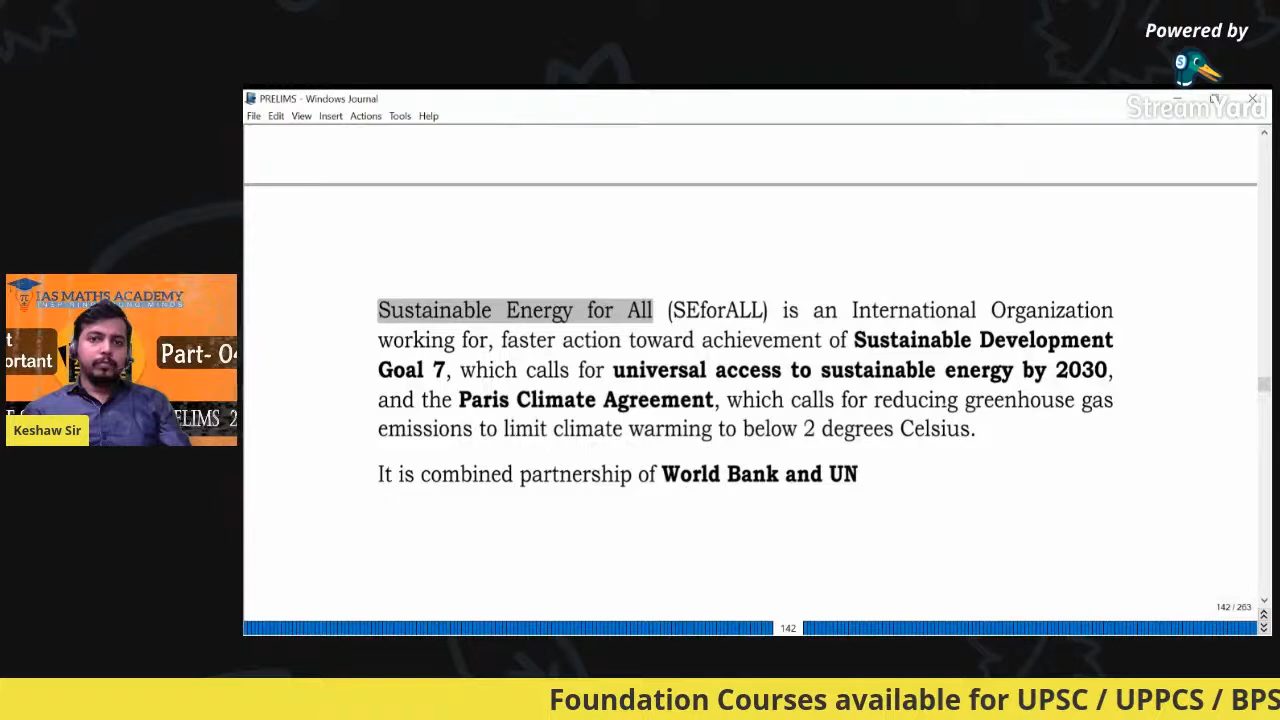 Powered by
StreamYard
PRELIMS - Windows Journal
File Edit View Insert Actions Tools Help
Sustainable Energy for All (SEforALL) is an International Organization
working for, faster action toward achievement of Sustainable Development
Goal 7, which calls for universal access to sustainable energy by 2030,
and the Paris Climate Agreement, which calls for reducing greenhouse gas
emissions to limit climate warming to below 2 degrees Celsius.
It is combined partnership of World Bank and UN
142 / 263
142
IAS MATHS ACADEMY
Part- 04
Keshaw Sir
Foundation Courses available for UPSC / UPPCS / BPS